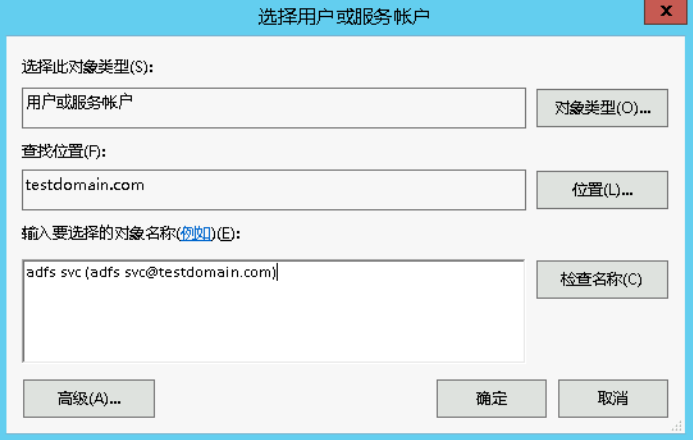 选择用户或服务帐户
x
选择此对象类型(S):
用户或服务帐户
对象类型(O)...
查找位置(F):
testdomain.com
位置(L)...
输入要选择的对象名称(例如)(E):
adfs svc (adfs svc@testdomain.com)
检查名称(C)
高级(A)...
确定
取消